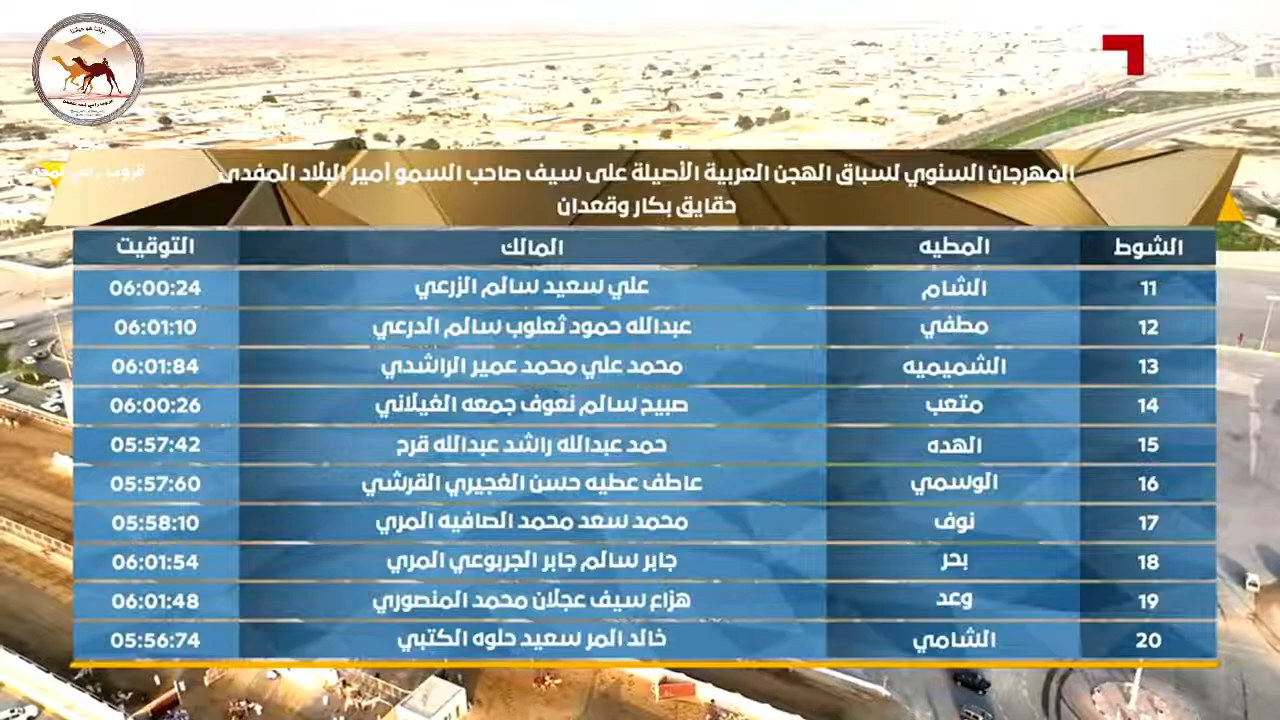 تراثنا هو حياتنا
المهرجان السنوي لسباق الهجن العربية الأصيلة على سيف صاحب السمو أمير البلاد المفدى
حقايق بكار وقعدان
الشوط المطيه المالك التوقيت
11 الشام علي سعيد سالم الزرعي 06:00:24
12 مطفي عبدالله حمود ثعلوب سالم الدرعي 06:01:10
13 الشميميه محمد علي محمد عمير الراشدي 06:01:84
14 متعب صبيح سالم نعوف جمعه الغيلاني 06:00:26
15 الهده حمد عبدالله راشد عبدالله قرح 05:57:42
16 الوسمي عاطف عطيه حسن الغجيري القرشي 05:57:60
17 نوف محمد سعد محمد الصافيه المري 05:58:10
18 بحر جابر سالم جابر الجربوعي المري 06:01:54
19 وعد هزاع سيف عجلان محمد المنصوري 06:01:48
20 الشامي خالد المر سعيد حلوه الكتبي 05:56:74